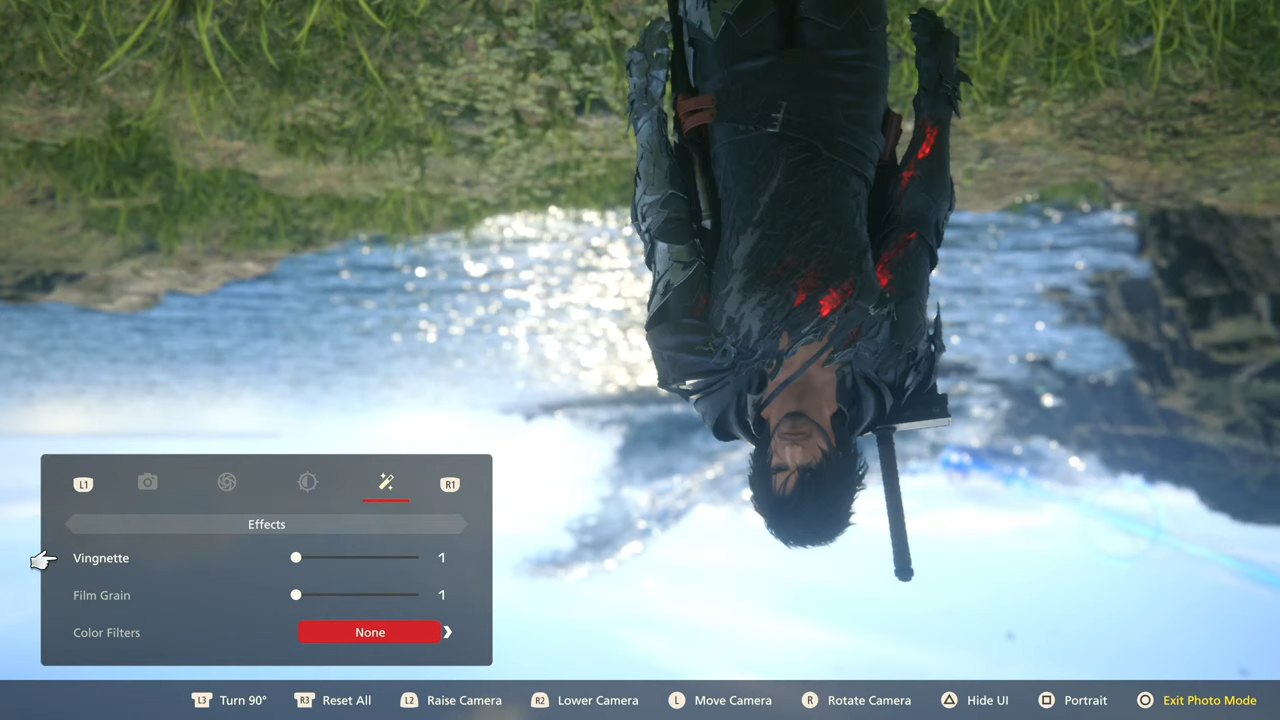 L1 R1
Effects
Vingnette 1
Film Grain 1
Color Filters None
L3 Turn 90° R3 Reset All L2 Raise Camera R2 Lower Camera L Move Camera R Rotate Camera Hide UI Portrait Exit Photo Mode